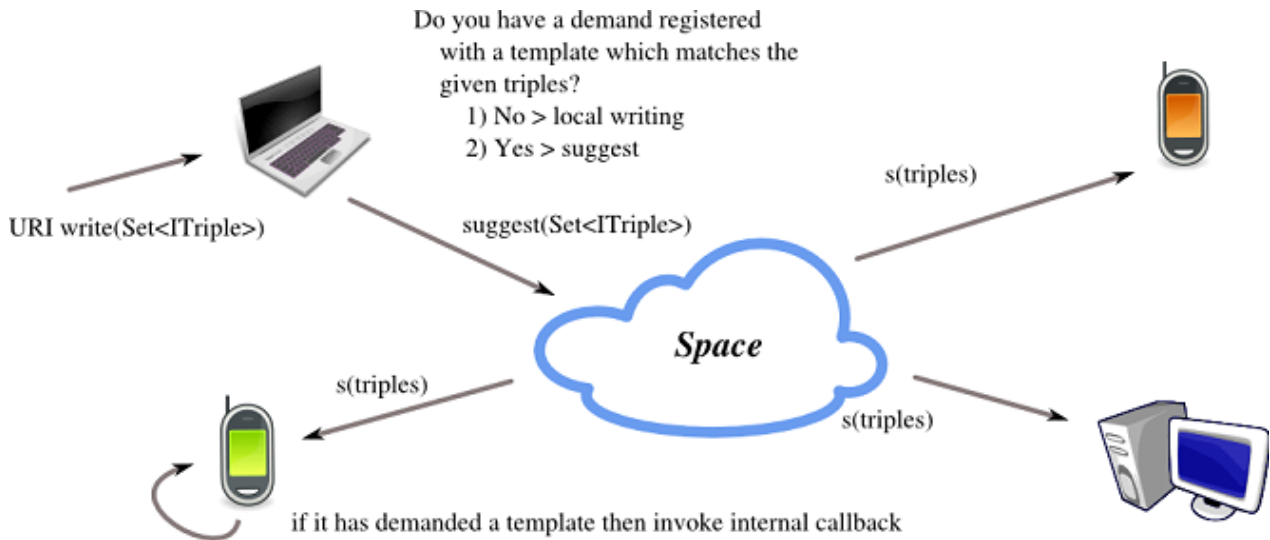 Do you have a demand registered
with a template which matches the
given triples?
1) No > local writing
2) Yes > suggest
s(triples)
URI write(Set<ITriple>)
suggest(Set<ITriple>)
Space
s(triples)
s(triples)
if it has demanded a template then invoke internal callback